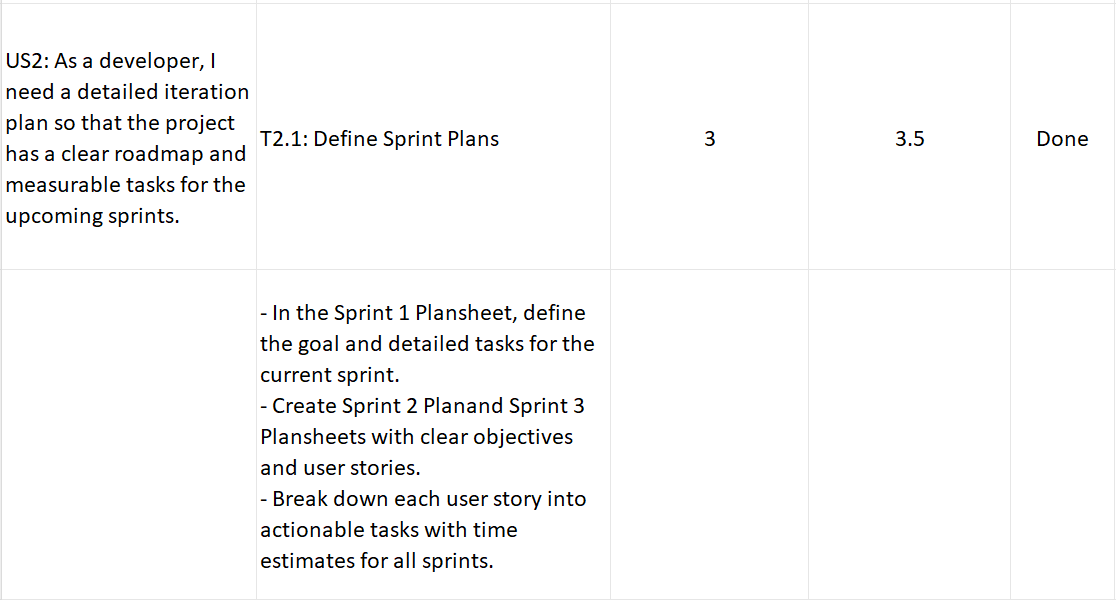 US2: As a developer, I
need a detailed iteration
plan so that the project
has a clear roadmap and
measurable tasks for the
upcoming sprints.
T2.1: Define Sprint Plans
3
3.5
Done
- In the Sprint 1 Plansheet, define
the goal and detailed tasks for the
current sprint.
- Create Sprint 2 Planand Sprint 3
Plansheets with clear objectives
and user stories.
- Break down each user story into
actionable tasks with time
estimates for all sprints.